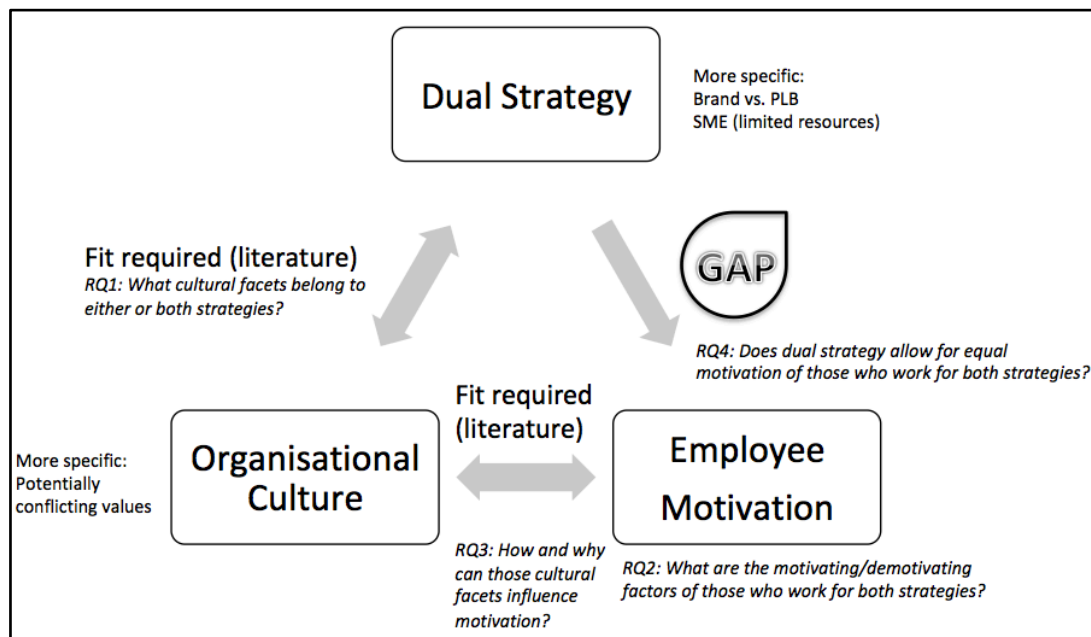 Dual Strategy
More specific:
Brand vs. PLB
SME (limited resources)
Fit required (literature)
RQ1: What cultural facets belong to
either or both strategies?
GAP
RQ4: Does dual strategy allow for equal
motivation of those who work for both strategies?
Fit required
(literature)
More specific:
Potentially
conflicting values
Organisational
Culture
Employee
Motivation
RQ3: How and why
can those cultural
facets influence
motivation?
RQ2: What are the motivating/demotivating
factors of those who work for both strategies?